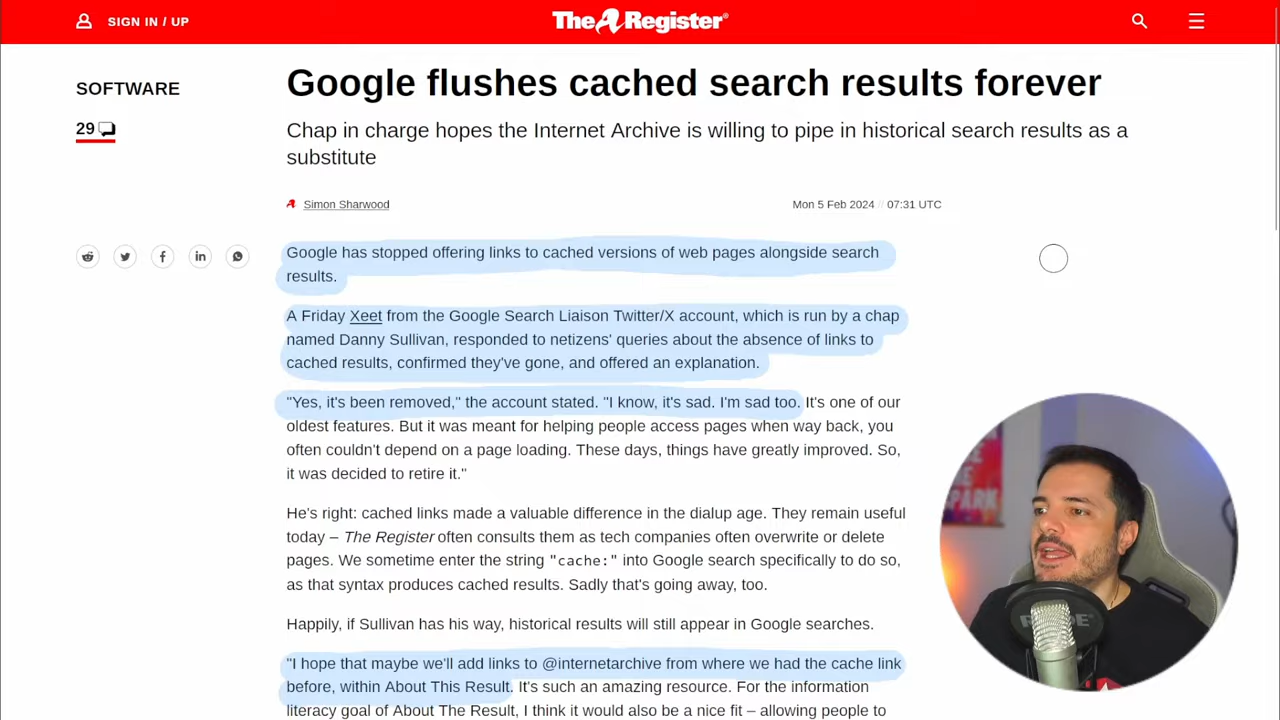 SIGN IN / UP
The Register®
SOFTWARE
29
Google flushes cached search results forever
Chap in charge hopes the Internet Archive is willing to pipe in historical search results as a
substitute
Simon Sharwood
Mon 5 Feb 2024 // 07:31 UTC
Google has stopped offering links to cached versions of web pages alongside search
results.
A Friday Xeet from the Google Search Liaison Twitter/X account, which is run by a chap
named Danny Sullivan, responded to netizens' queries about the absence of links to
cached results, confirmed they've gone, and offered an explanation.
"Yes, it's been removed," the account stated. "I know, it's sad. I'm sad too. It's one of our
oldest features. But it was meant for helping people access pages when way back, you
often couldn't depend on a page loading. These days, things have greatly improved. So,
it was decided to retire it."
He's right: cached links made a valuable difference in the dialup age. They remain useful
today – The Register often consults them as tech companies often overwrite or delete
pages. We sometime enter the string "cache:" into Google search specifically to do so,
as that syntax produces cached results. Sadly that's going away, too.
Happily, if Sullivan has his way, historical results will still appear in Google searches.
"I hope that maybe we'll add links to @internetarchive from where we had the cache link
before, within About This Result. It's such an amazing resource. For the information
literacy goal of About The Result, I think it would also be a nice fit – allowing people to